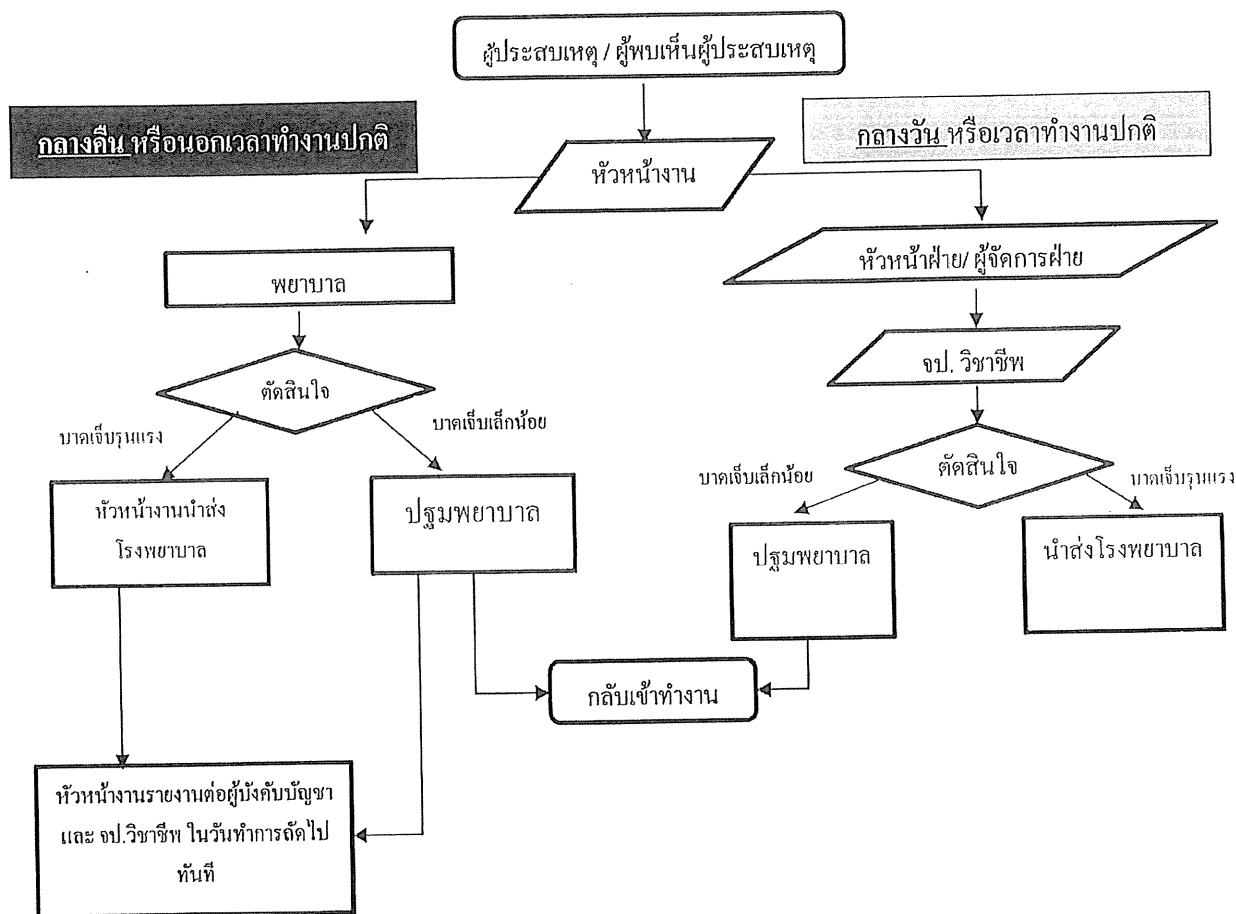 ผู้ประสบเหตุ / ผู้พบเห็นผู้ประสบเหตุ
กลางคืน หรือนอกเวลาทำงานปกติ
กลางวัน หรือเวลาทำงานปกติ
หัวหน้างาน
พยาบาล
หัวหน้าฝ่าย/ ผู้จัดการฝ่าย
จป. วิชาชีพ
ตัดสินใจ
บาดเจ็บรุนแรง
บาดเจ็บเล็กน้อย
ตัดสินใจ
บาดเจ็บเล็กน้อย
บาดเจ็บรุนแรง
หัวหน้างานนำส่ง
โรงพยาบาล
ปฐมพยาบาล
ปฐมพยาบาล
นำส่งโรงพยาบาล
กลับเข้าทำงาน
หัวหน้างานรายงานต่อผู้บังคับบัญชา
และ จป.วิชาชีพ ในวันทำการถัดไป
ทันที